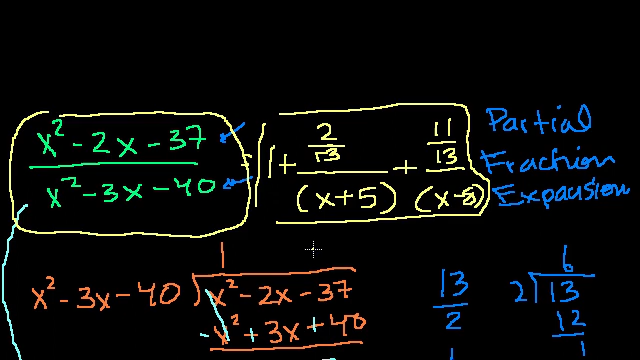 x² - 2x - 37 / x² - 3x - 40 = 1 + (2/13)/(x+5) + (11/13)/(x-8)
Partial
Fraction
Expansion
1
x² - 3x - 40 ) x² - 2x - 37
- x² + 3x + 40
13/2
6
2 ) 13
12
1